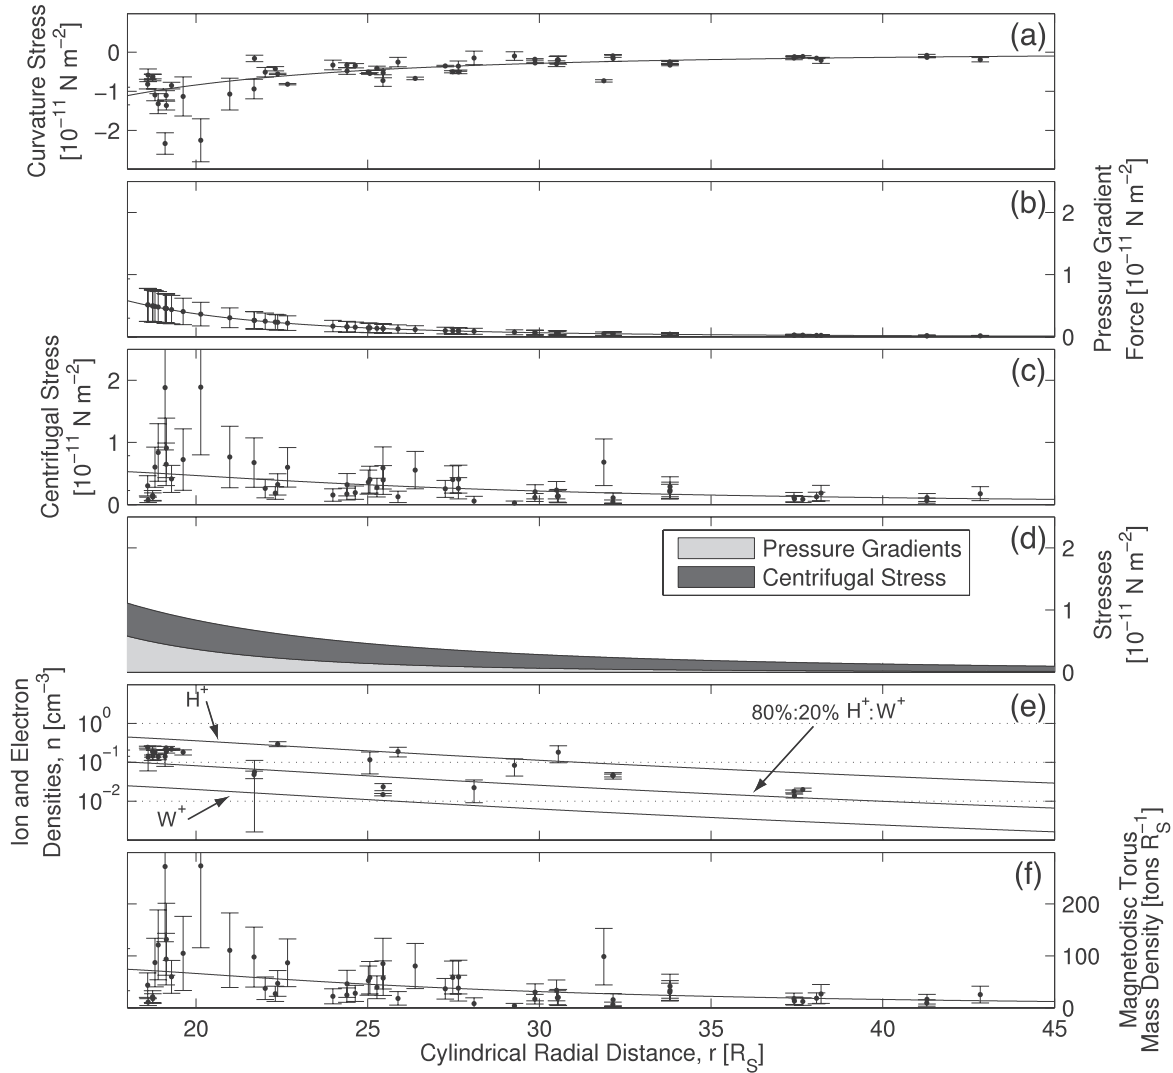 Curvature Stress
[10⁻¹¹ N m⁻²]
0
−1
−2
(a)
Pressure Gradient
Force [10⁻¹¹ N m⁻²]
2
1
0
(b)
Centrifugal Stress
[10⁻¹¹ N m⁻²]
2
1
0
(c)
Stresses
[10⁻¹¹ N m⁻²]
2
1
0
(d)
Pressure Gradients
Centrifugal Stress
Ion and Electron
Densities, n [cm⁻³]
10⁰
10⁻¹
10⁻²
(e)
H⁺
W⁺
80%:20% H⁺:W⁺
Magnetodisc Torus
Mass Density [tons R_S⁻¹]
200
100
0
(f)
20 25 30 35 40 45
Cylindrical Radial Distance, r [R_S]